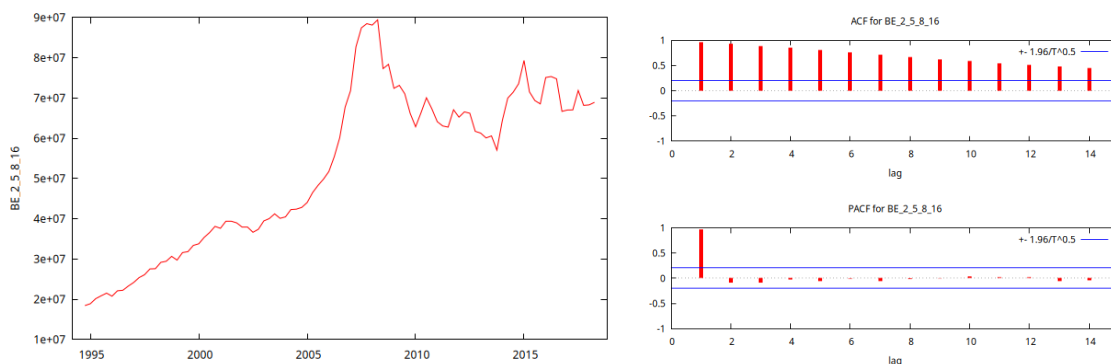 BE_2_5_8_16
9e+07
8e+07
7e+07
6e+07
5e+07
4e+07
3e+07
2e+07
1e+07
1995 2000 2005 2010 2015
ACF for BE_2_5_8_16
+- 1.96/T^0.5
1
0.5
0
-0.5
-1
0 2 4 6 8 10 12 14
lag
PACF for BE_2_5_8_16
+- 1.96/T^0.5
1
0.5
0
-0.5
-1
0 2 4 6 8 10 12 14
lag